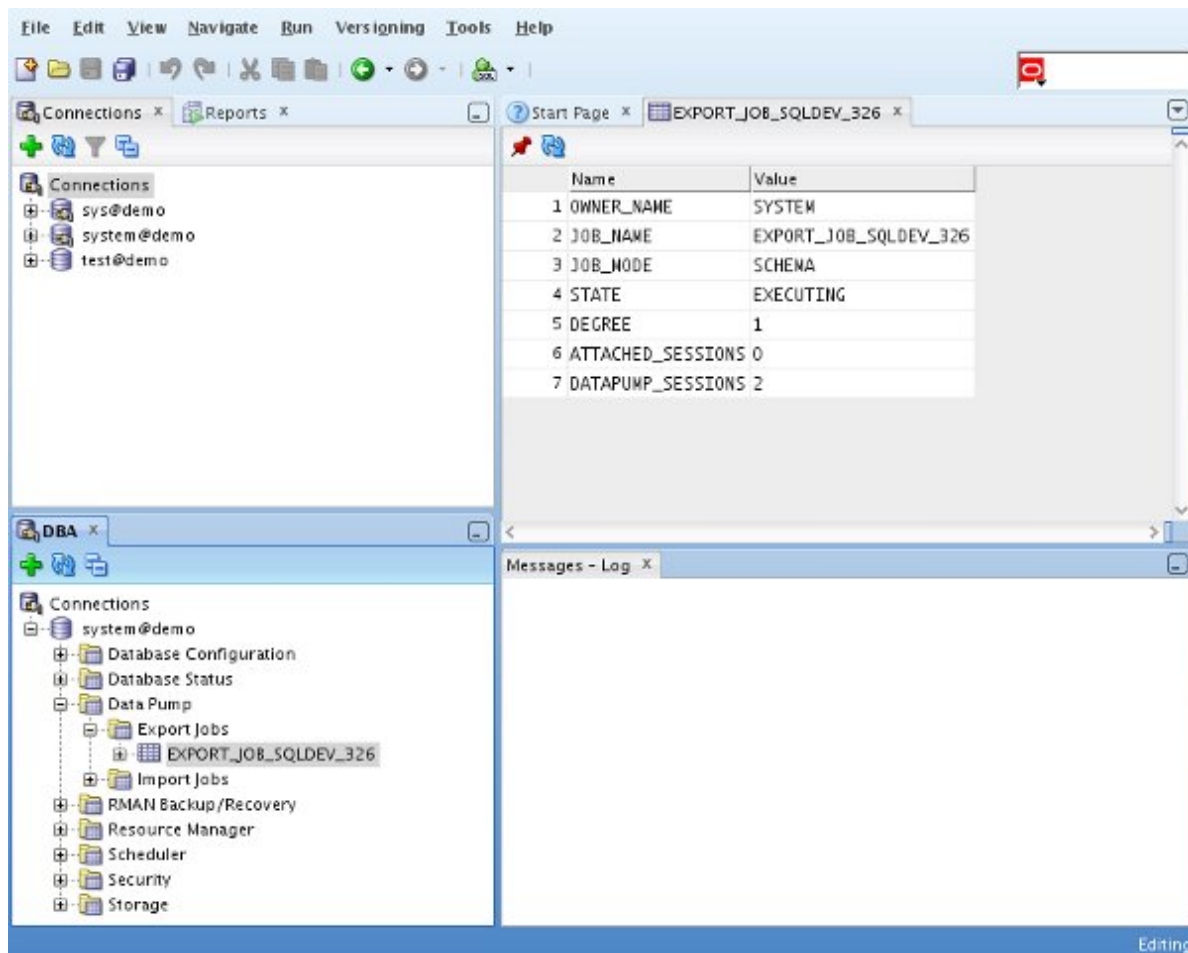 File Edit View Navigate Run Versioning Tools Help
Connections Reports
Connections
sys@demo
system@demo
test@demo
Start Page EXPORT_JOB_SQLDEV_326
Name Value
1 OWNER_NAME SYSTEM
2 JOB_NAME EXPORT_JOB_SQLDEV_326
3 JOB_MODE SCHEMA
4 STATE EXECUTING
5 DEGREE 1
6 ATTACHED_SESSIONS 0
7 DATAPUMP_SESSIONS 2
DBA
Connections
system@demo
Database Configuration
Database Status
Data Pump
Export Jobs
EXPORT_JOB_SQLDEV_326
Import Jobs
RMAN Backup/Recovery
Resource Manager
Scheduler
Security
Storage
Messages - Log
Editing